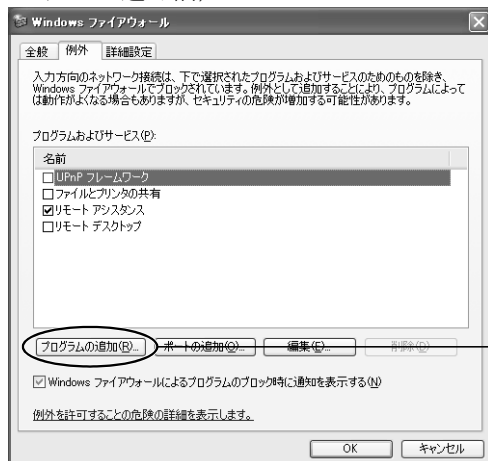 Windows ファイアウォール
全般 例外 詳細設定
入力方向のネットワーク接続は、下で選択されたプログラムおよびサービスのためのものを除き、
Windows ファイアウォールでブロックされています。例外として追加することにより、プログラムによって
は動作がよくなる場合もありますが、セキュリティの危険が増加する可能性があります。
プログラムおよびサービス(P):
名前
UPnP フレームワーク
ファイルとプリンタの共有
リモート アシスタンス
リモート デスクトップ
プログラムの追加(R)... ポートの追加(O)... 編集(E)... 削除(D)
Windows ファイアウォールによるプログラムのブロック時に通知を表示する(N)
例外を許可することの危険の詳細を表示します。
OK キャンセル